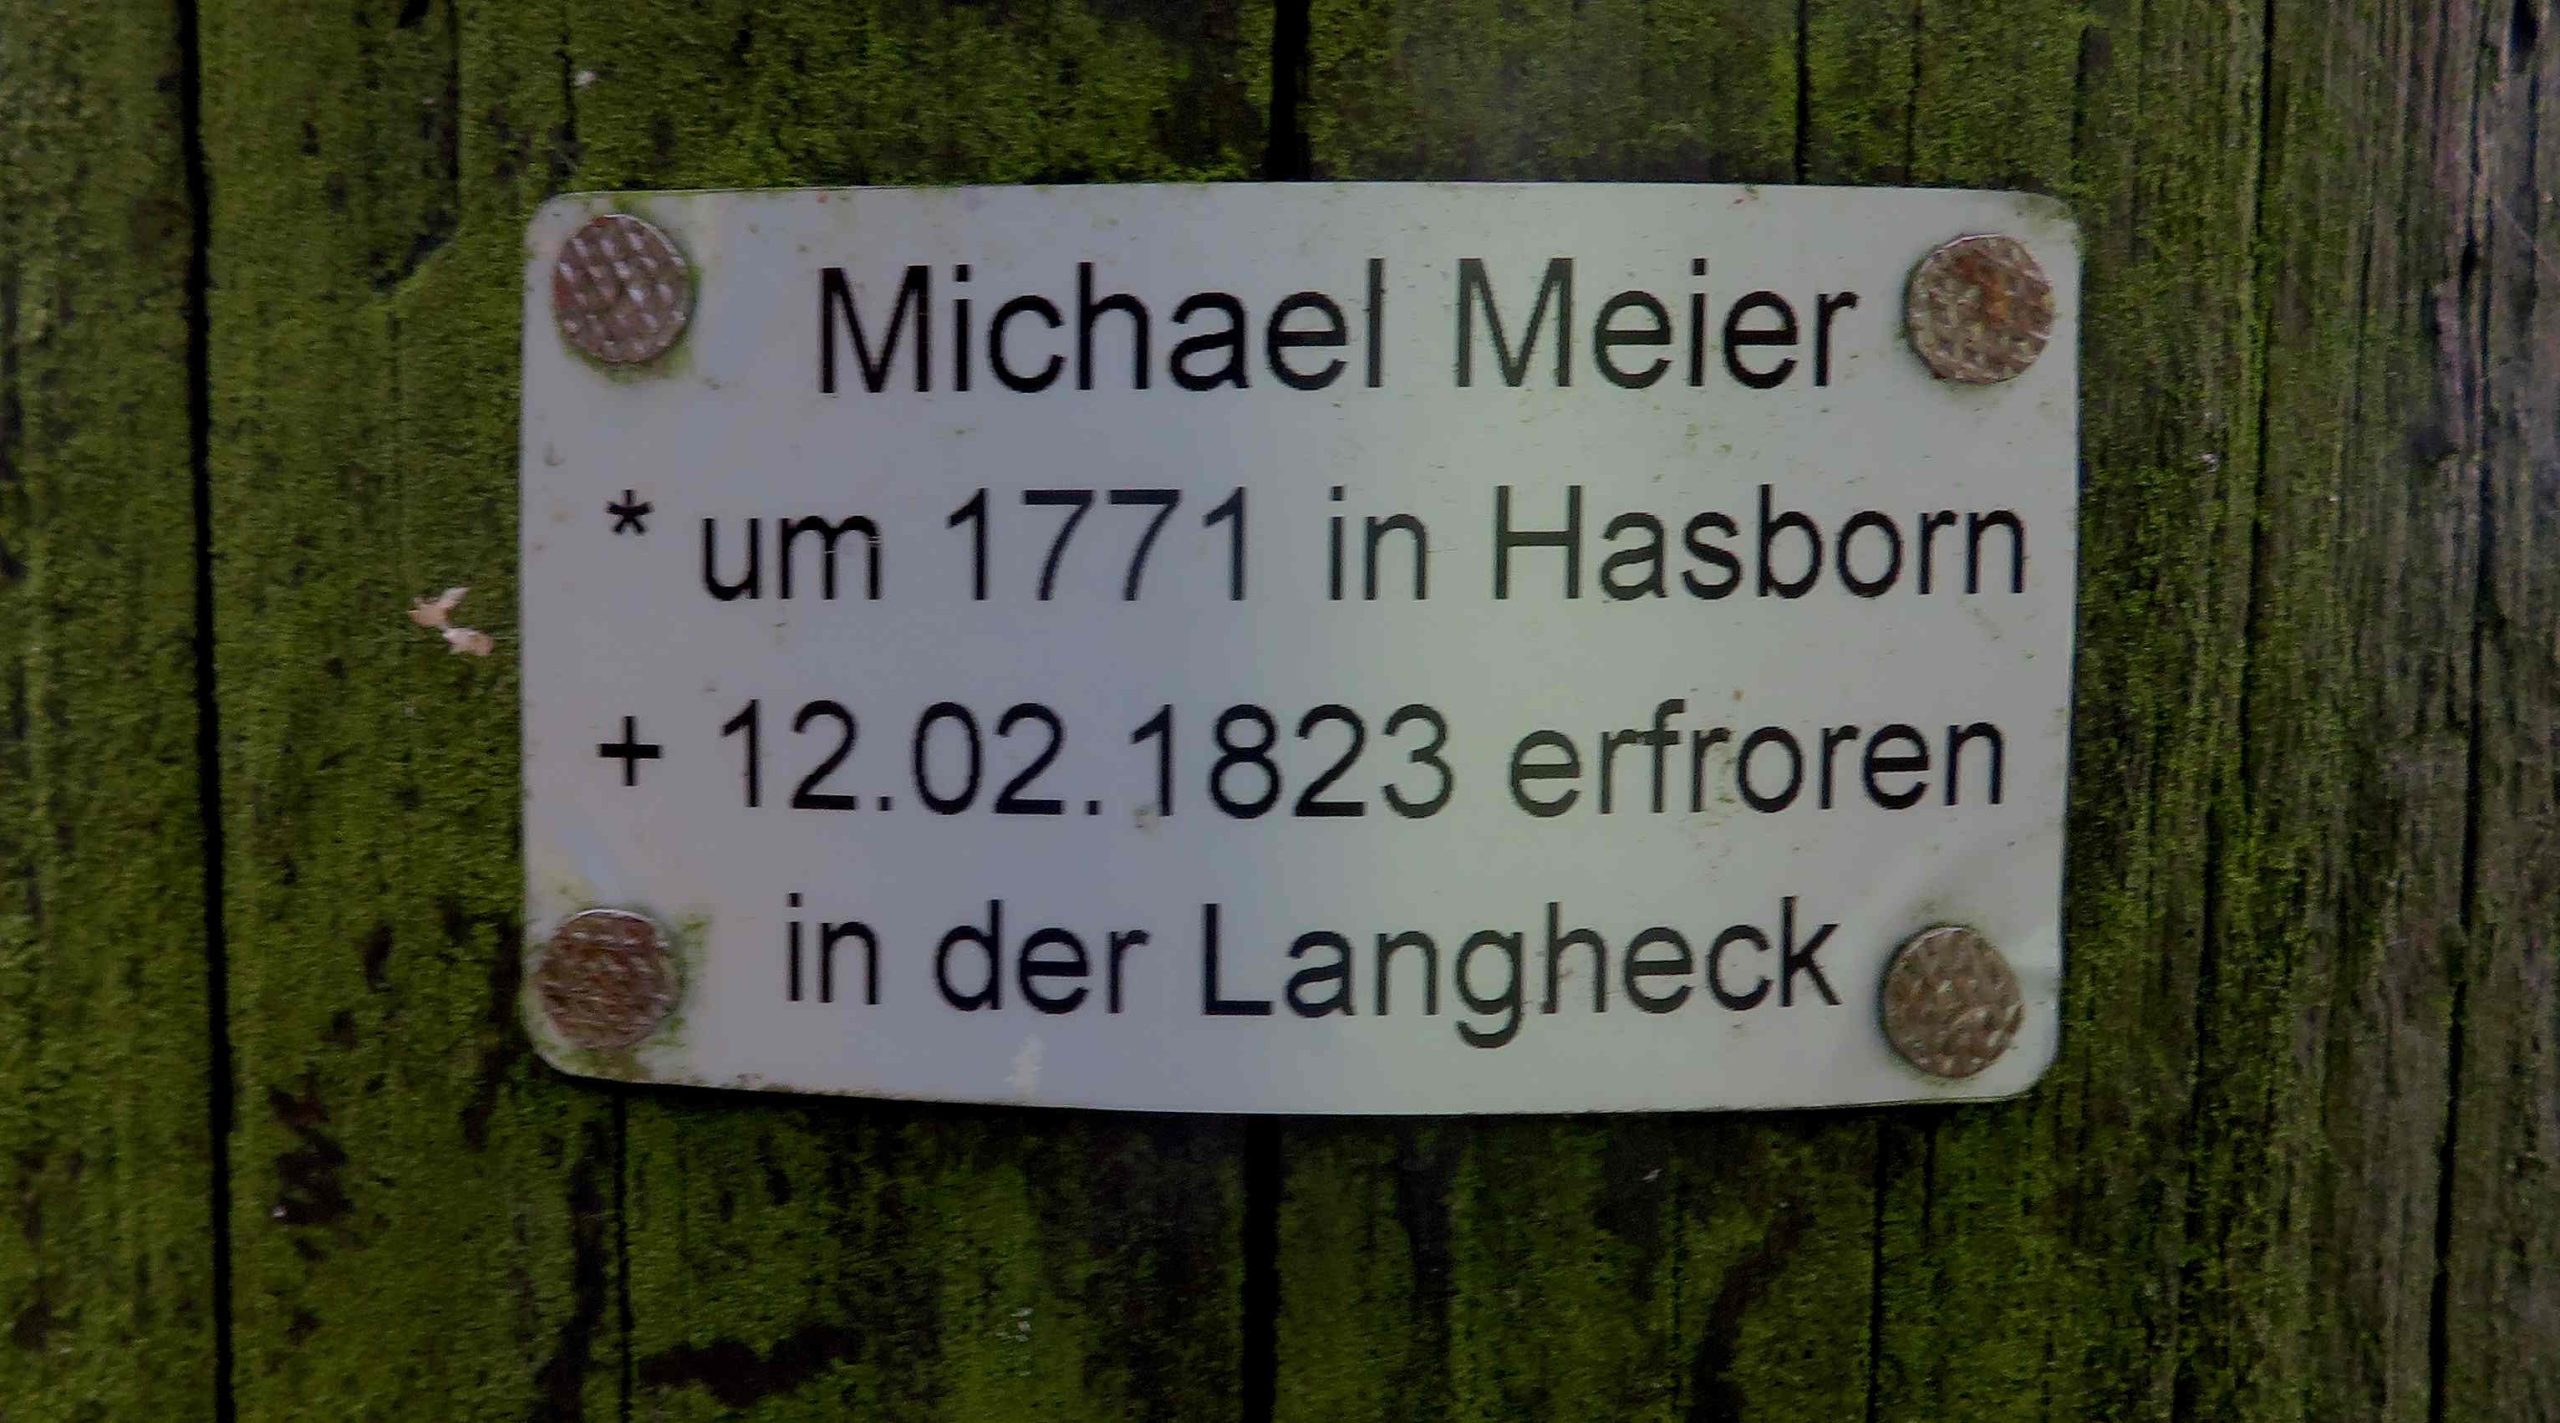 Michael Meier
* um 1771 in Hasborn
+ 12.02.1823 erfroren
in der Langheck